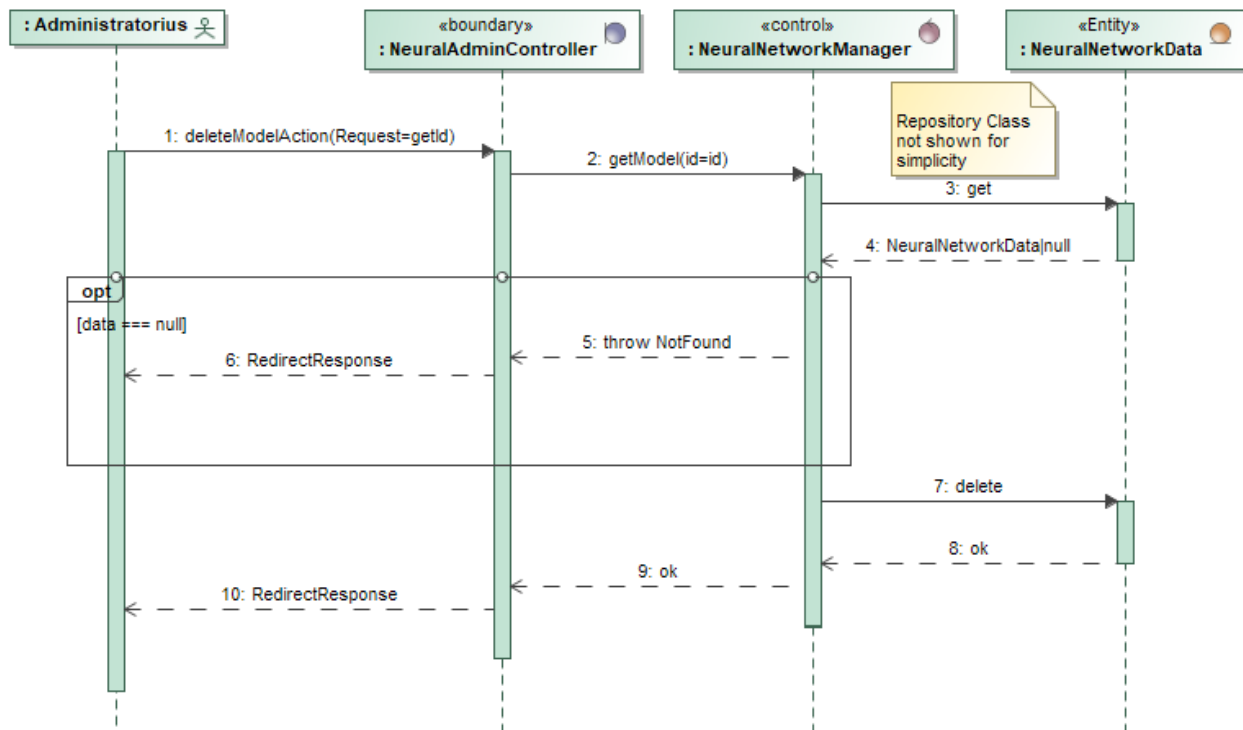 : Administratorius
«boundary»
: NeuralAdminController
«control»
: NeuralNetworkManager
«Entity»
: NeuralNetworkData
Repository Class
not shown for
simplicity
1: deleteModelAction(Request=getId)
2: getModel(id=id)
3: get
4: NeuralNetworkData|null
opt
[data === null]
5: throw NotFound
6: RedirectResponse
7: delete
8: ok
9: ok
10: RedirectResponse